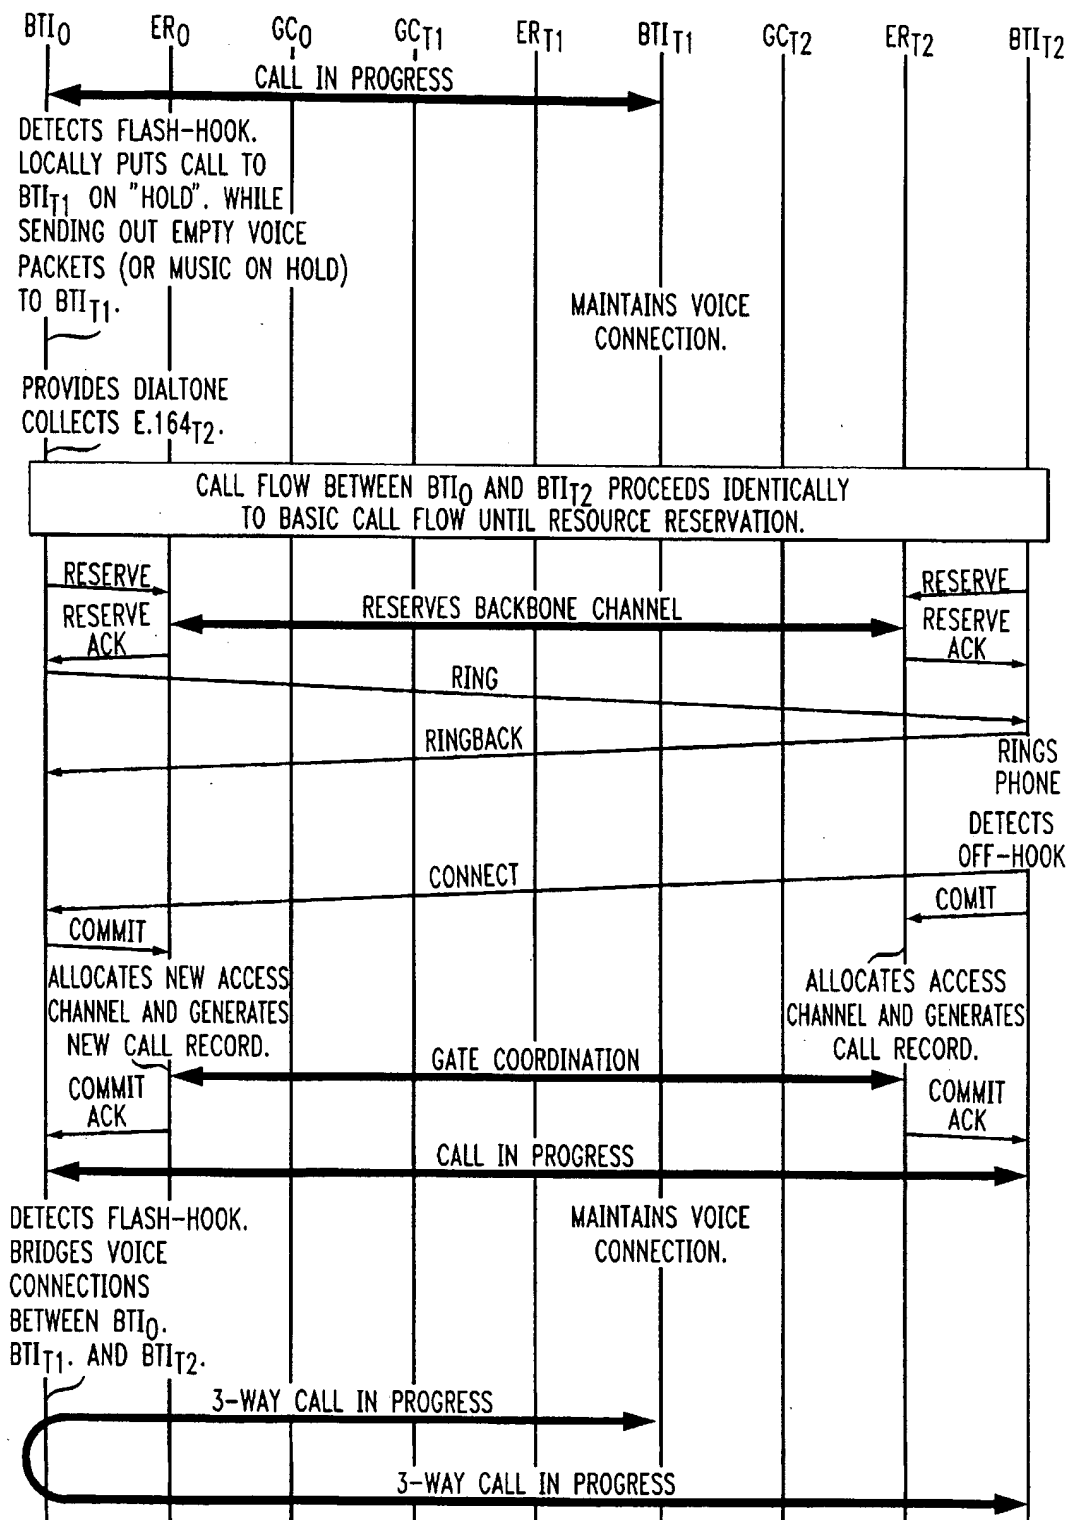 BTIO ERO GCO GCT1 ERT1 BTIT1 GCT2 ERT2 BTIT2
CALL IN PROGRESS
DETECTS FLASH-HOOK.
LOCALLY PUTS CALL TO
BTIT1 ON "HOLD". WHILE
SENDING OUT EMPTY VOICE
PACKETS (OR MUSIC ON HOLD)
TO BTIT1.
MAINTAINS VOICE
CONNECTION.
PROVIDES DIALTONE
COLLECTS E.164T2.
CALL FLOW BETWEEN BTIO AND BTIT2 PROCEEDS IDENTICALLY
TO BASIC CALL FLOW UNTIL RESOURCE RESERVATION.
RESERVE
RESERVE
RESERVES BACKBONE CHANNEL
RESERVE
ACK
RESERVE
ACK
RING
RINGBACK
RINGS
PHONE
DETECTS
OFF-HOOK
CONNECT
COMIT
COMMIT
ALLOCATES NEW ACCESS
CHANNEL AND GENERATES
NEW CALL RECORD.
ALLOCATES ACCESS
CHANNEL AND GENERATES
CALL RECORD.
GATE COORDINATION
COMMIT
ACK
COMMIT
ACK
CALL IN PROGRESS
DETECTS FLASH-HOOK.
BRIDGES VOICE
CONNECTIONS
BETWEEN BTIO.
BTIT1. AND BTIT2.
MAINTAINS VOICE
CONNECTION.
3-WAY CALL IN PROGRESS
3-WAY CALL IN PROGRESS